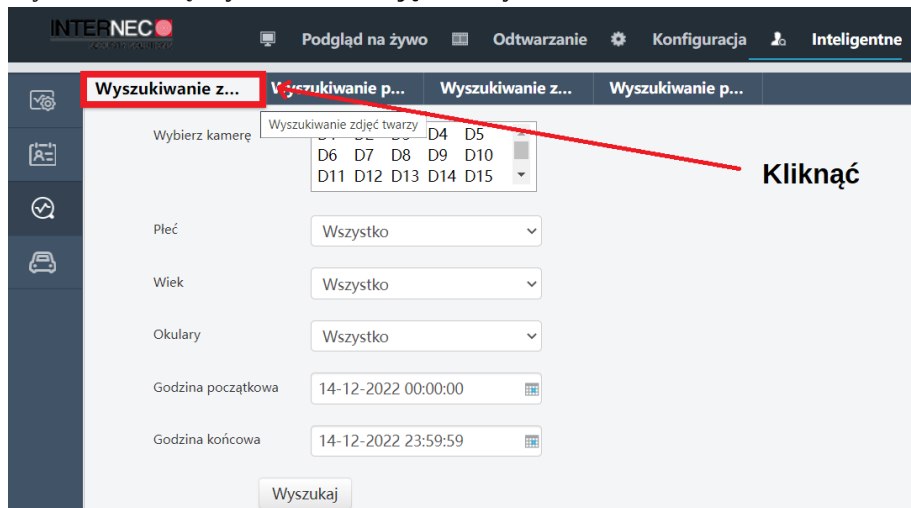 INTERNEC
Podgląd na żywo Odtwarzanie Konfiguracja Inteligentne
Wyszukiwanie z... Wyszukiwanie p... Wyszukiwanie z... Wyszukiwanie p...
Wyszukiwanie zdjęć twarzy
Wybierz kamerę
D4 D5
D6 D7 D8 D9 D10
D11 D12 D13 D14 D15
Kliknąć
Płeć Wszystko
Wiek Wszystko
Okulary Wszystko
Godzina początkowa 14-12-2022 00:00:00
Godzina końcowa 14-12-2022 23:59:59
Wyszukaj